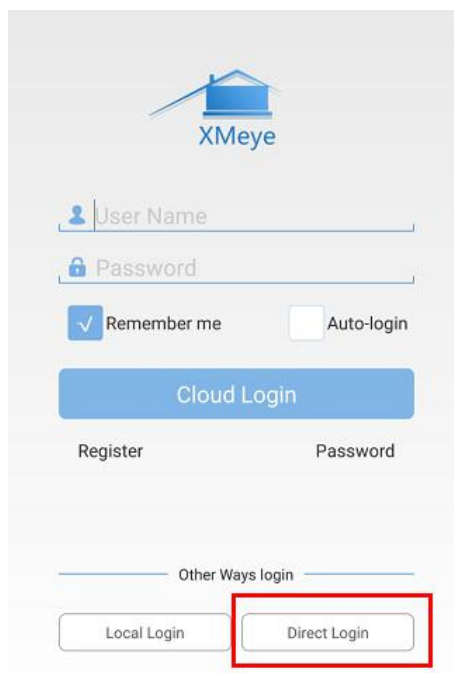 XMeye
User Name
Password
√ Remember me Auto-login
Cloud Login
Register Password
Other Ways login
Local Login Direct Login